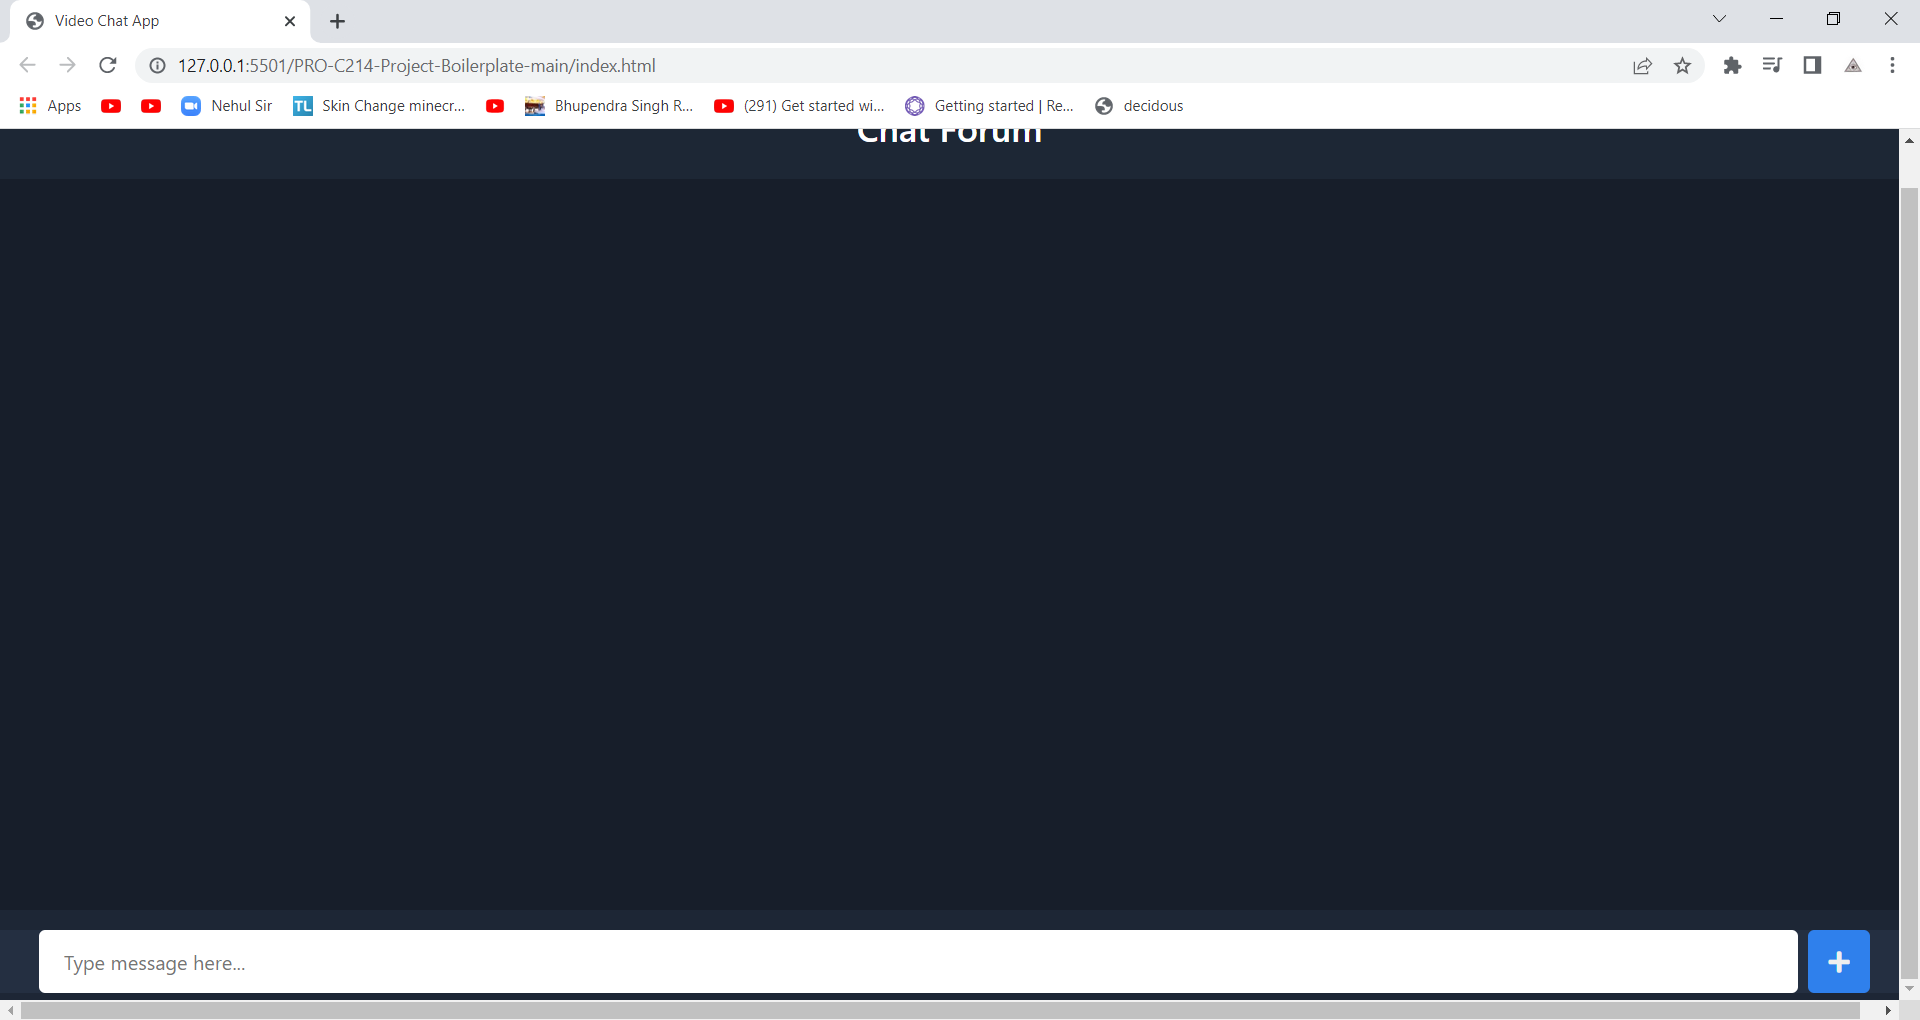 Video Chat App
127.0.0.1:5501/PRO-C214-Project-Boilerplate-main/index.html
Apps Nehul Sir TL Skin Change minecr... Bhupendra Singh R... (291) Get started wi... Getting started | Re... decidous
Chat Forum
Type message here...